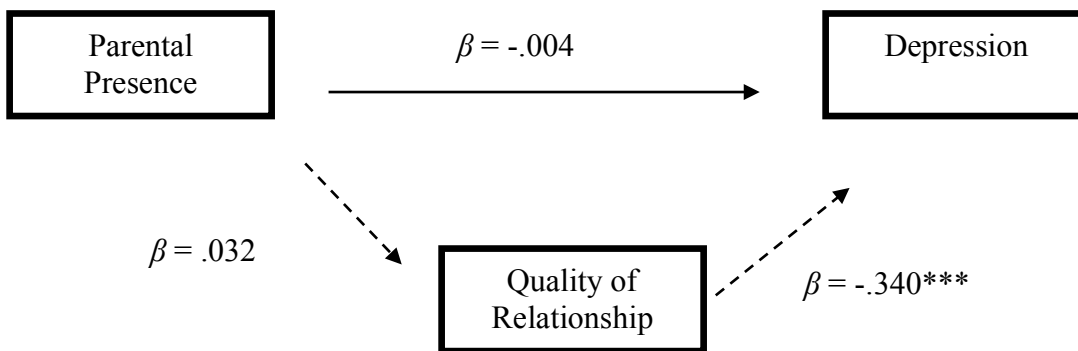 Parental
Presence
β = -.004
Depression
β = .032
Quality of
Relationship
β = -.340***